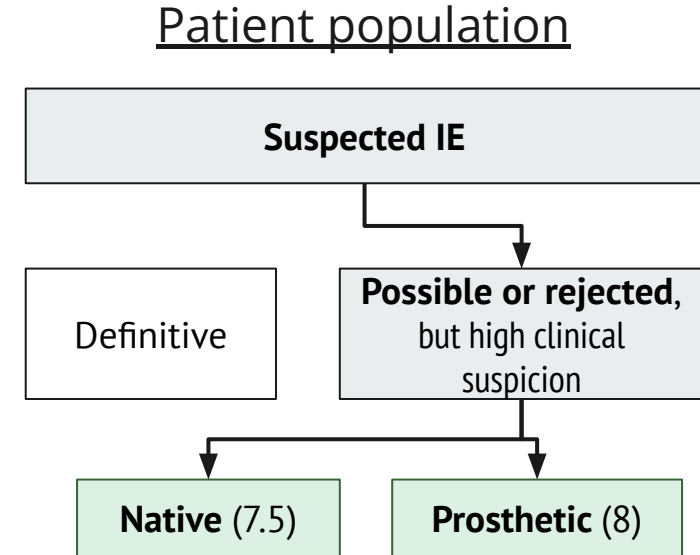 Patient population
Suspected IE
Definitive
Possible or rejected,
but high clinical
suspicion
Native (7.5)
Prosthetic (8)